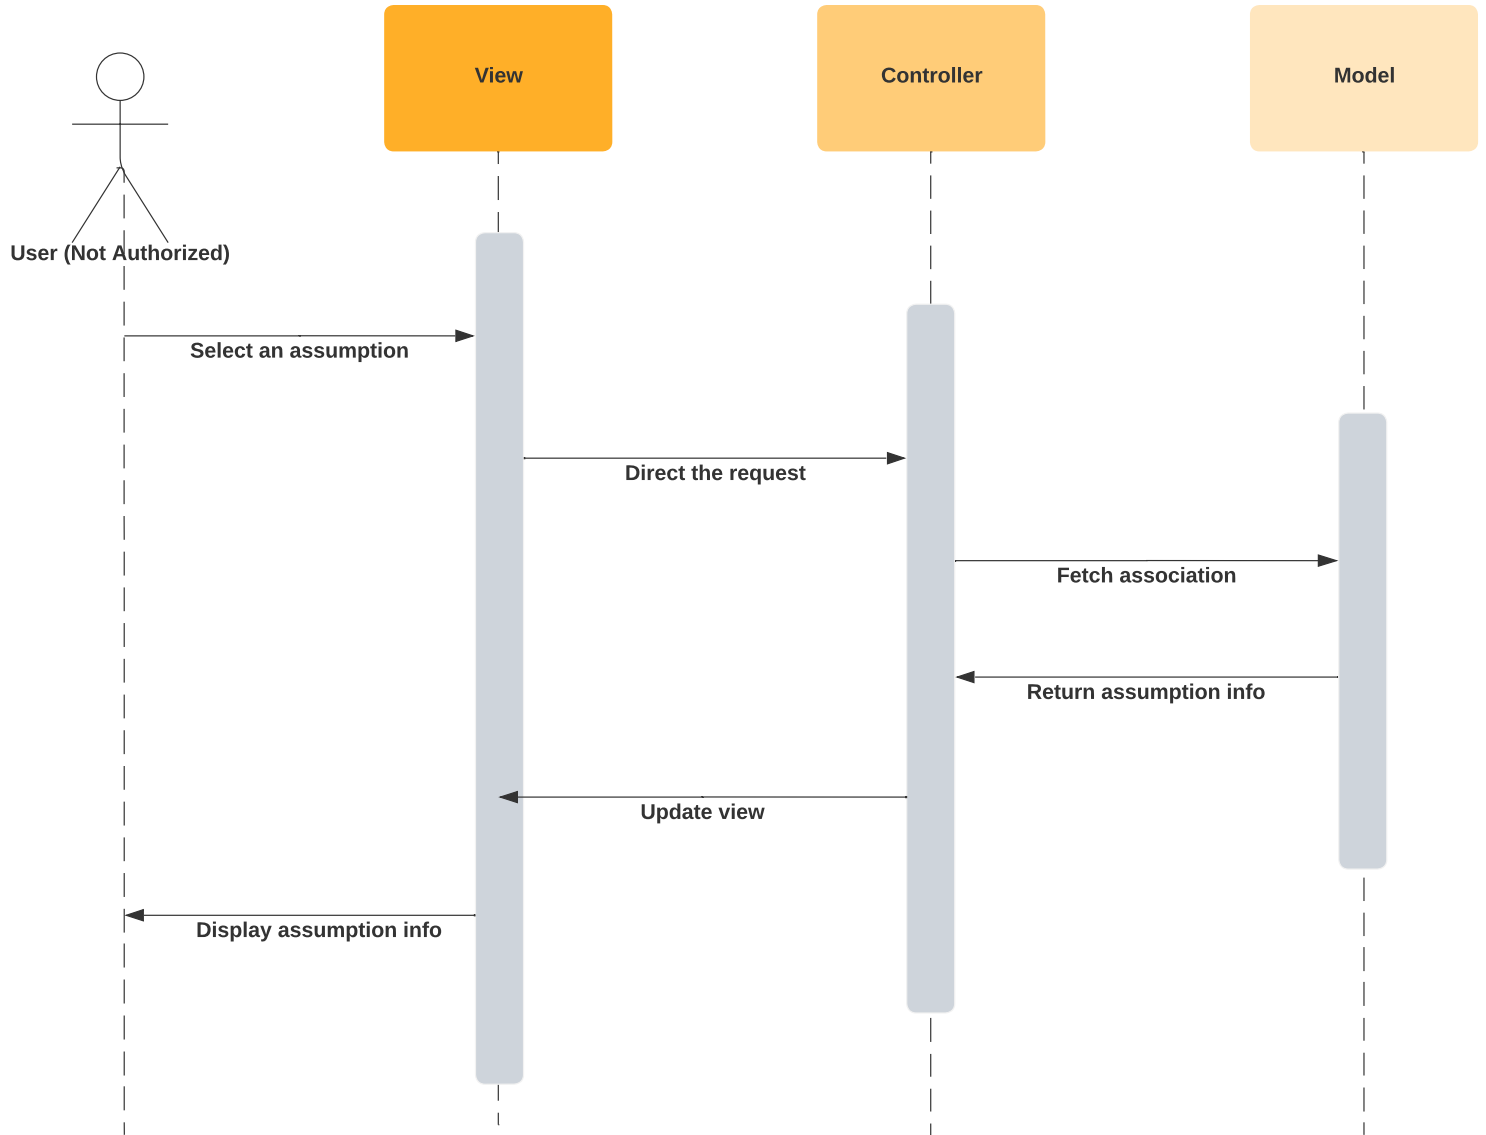 View
Controller
Model
User (Not Authorized)
Select an assumption
Direct the request
Fetch association
Return assumption info
Update view
Display assumption info